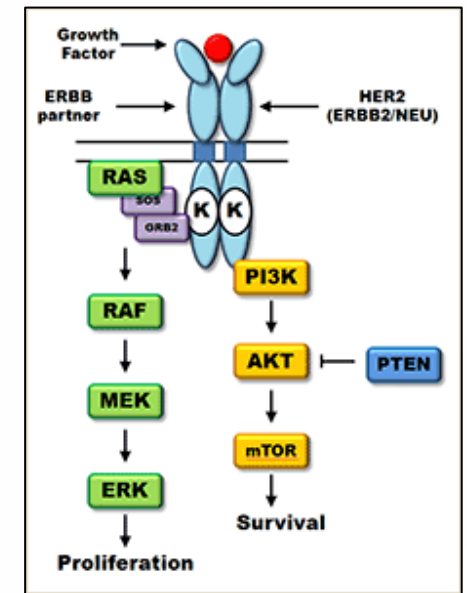 Growth
Factor
ERBB
partner
HER2
(ERBB2/NEU)
RAS
SOS
GRB2
K K
PI3K
RAF
AKT
PTEN
MEK
mTOR
ERK
Survival
Proliferation